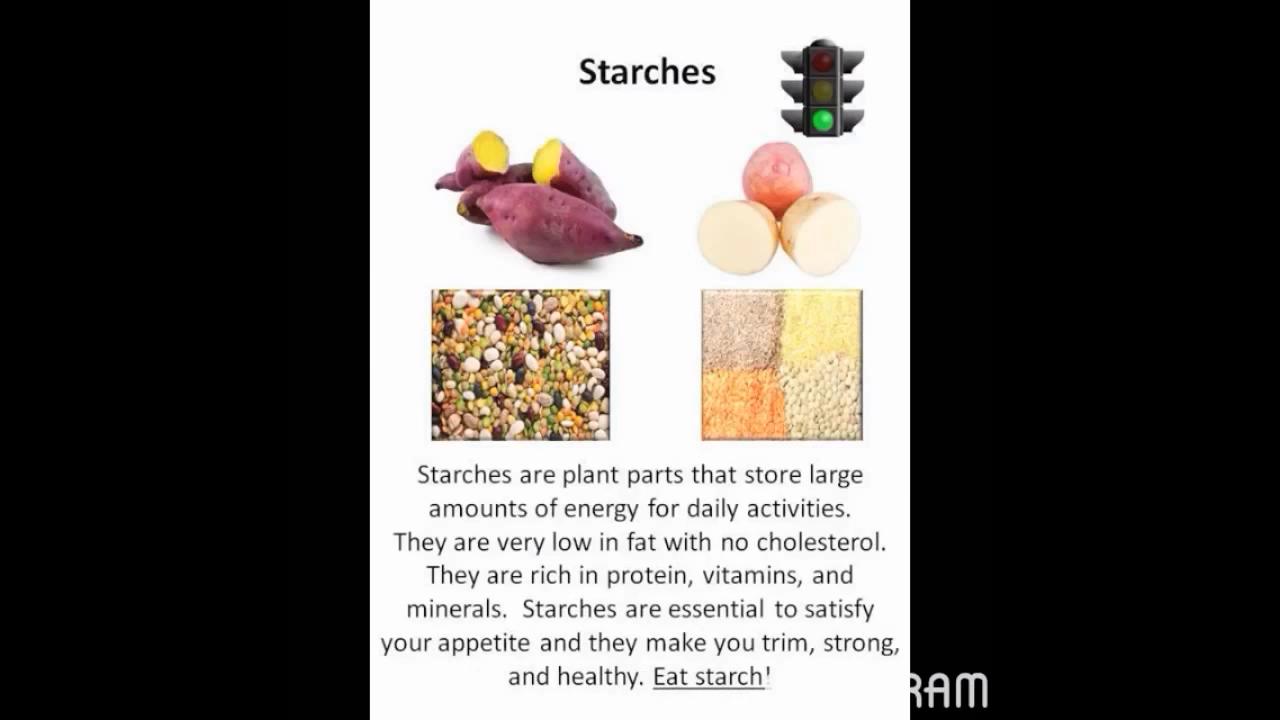 Starches
Starches are plant parts that store large
amounts of energy for daily activities.
They are very low in fat with no cholesterol.
They are rich in protein, vitamins, and
minerals.  Starches are essential to satisfy
your appetite and they make you trim, strong,
and healthy. Eat starch!
RAM